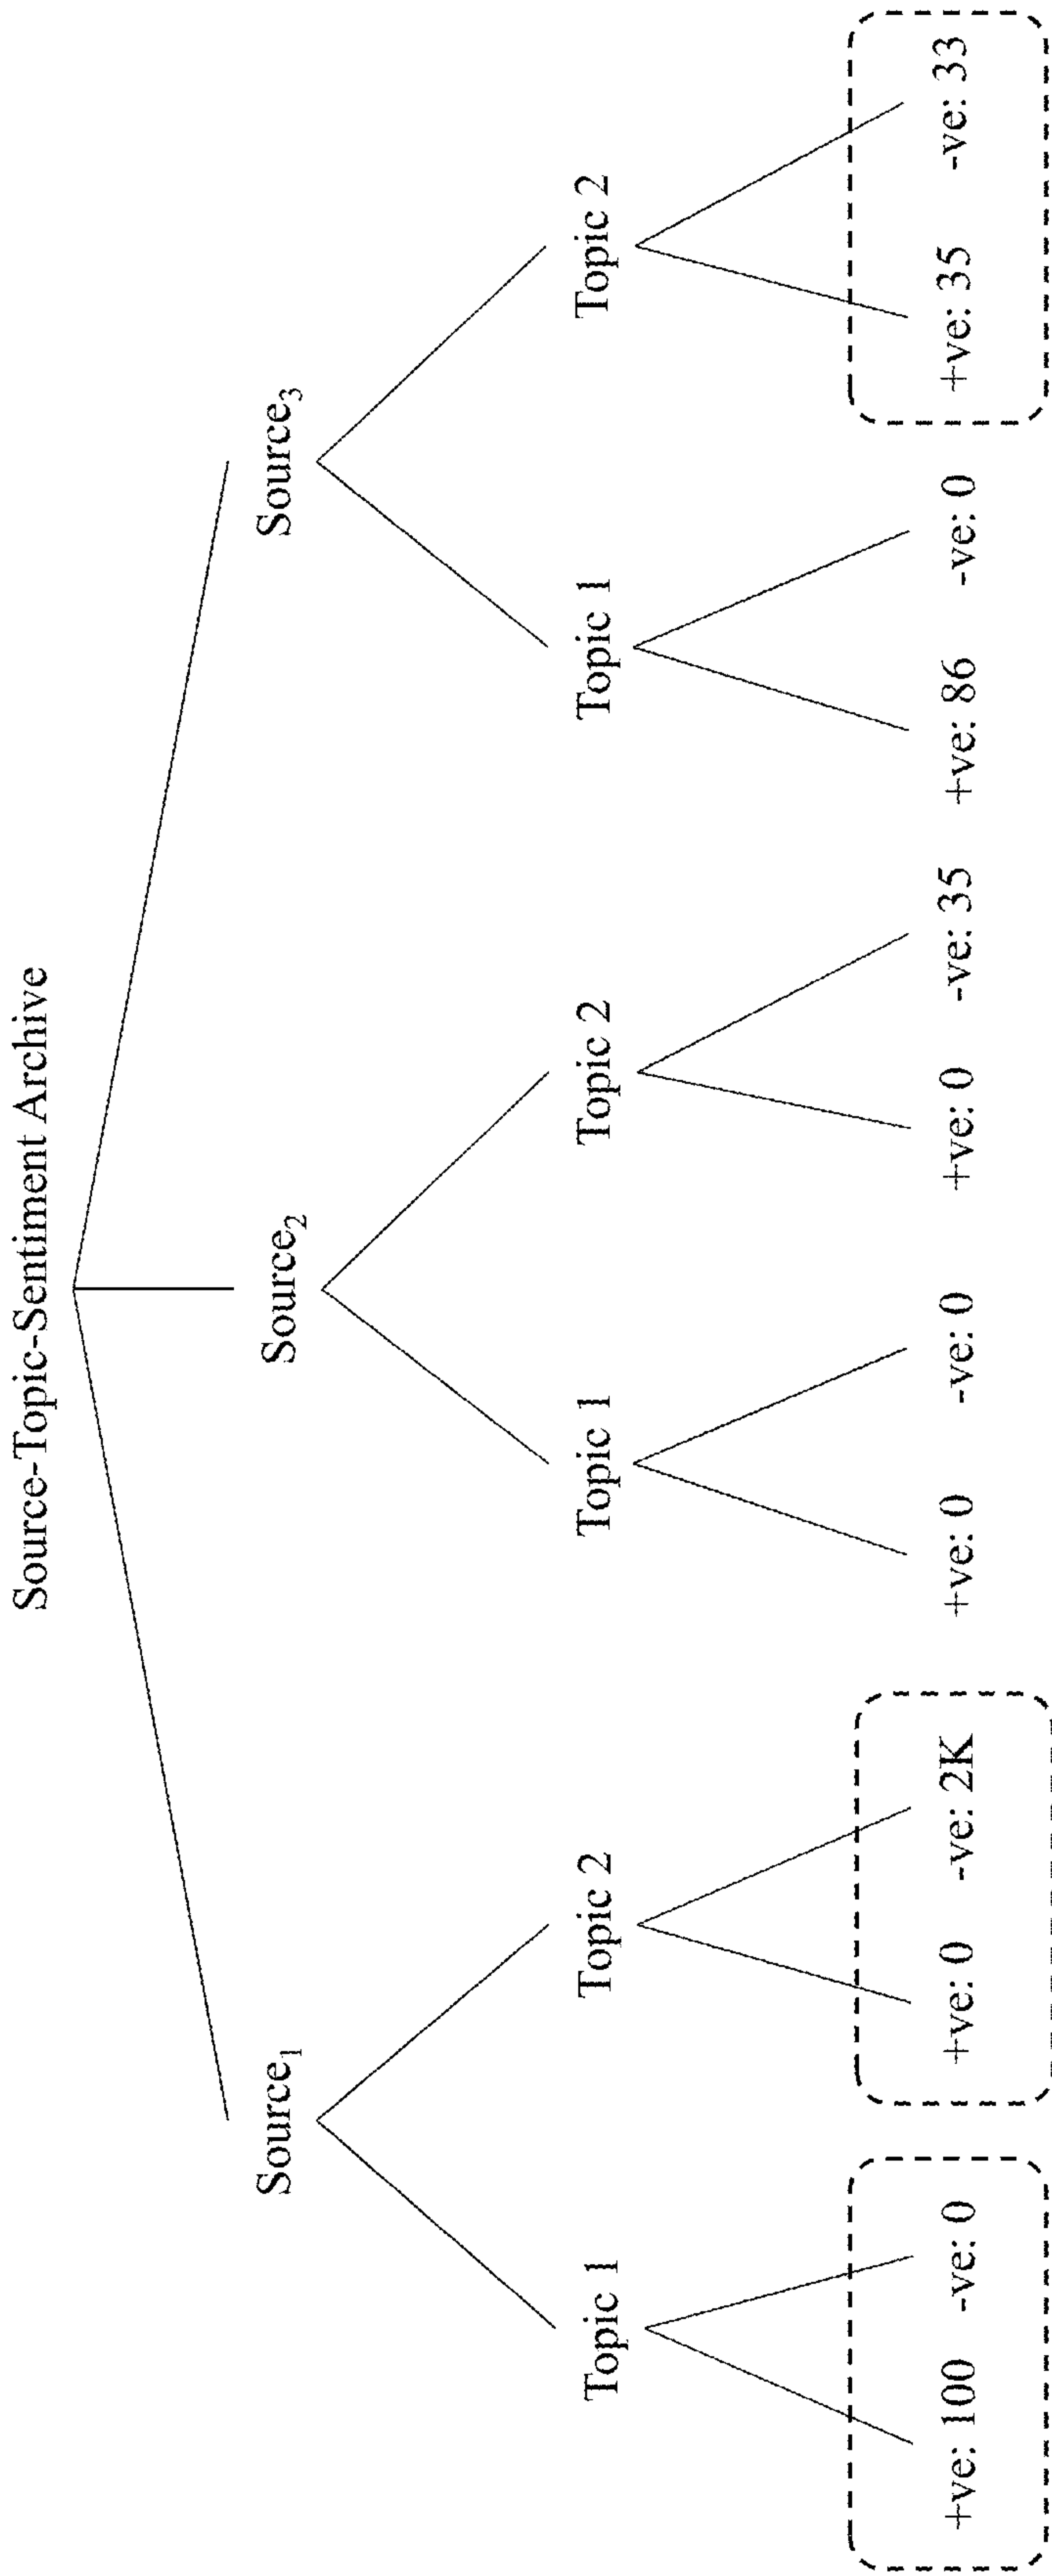 Source-Topic-Sentiment Archive
Source1 Source2 Source3
Topic 1 Topic 2 Topic 1 Topic 2 Topic 1 Topic 2
+ve: 100 -ve: 0 +ve: 0 -ve: 2K +ve: 0 -ve: 0 +ve: 0 -ve: 35 +ve: 86 -ve: 0 +ve: 35 -ve: 33